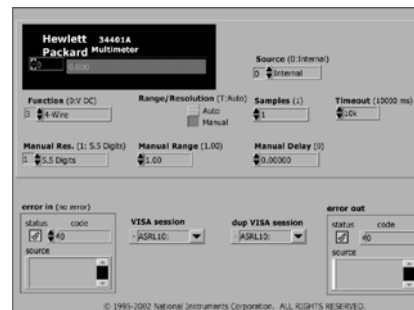 Hewlett 34401A
Packard Multimeter
0 0.000
Source (0:Internal)
0 Internal
Function (0:V DC) Range/Resolution (T:Auto) Samples (1) Timeout (10000 ms)
3 4-Wire Auto 1 10k
Manual
Manual Res. (1: 5.5 Digits) Manual Range (1.00) Manual Delay (0)
1 5.5 Digits 1.00 0.00000
error in (no error) VISA session dup VISA session error out
status code ASRL10: ASRL10: status code
0 0
source source
© 1995-2002 National Instruments Corporation. ALL RIGHTS RESERVED.